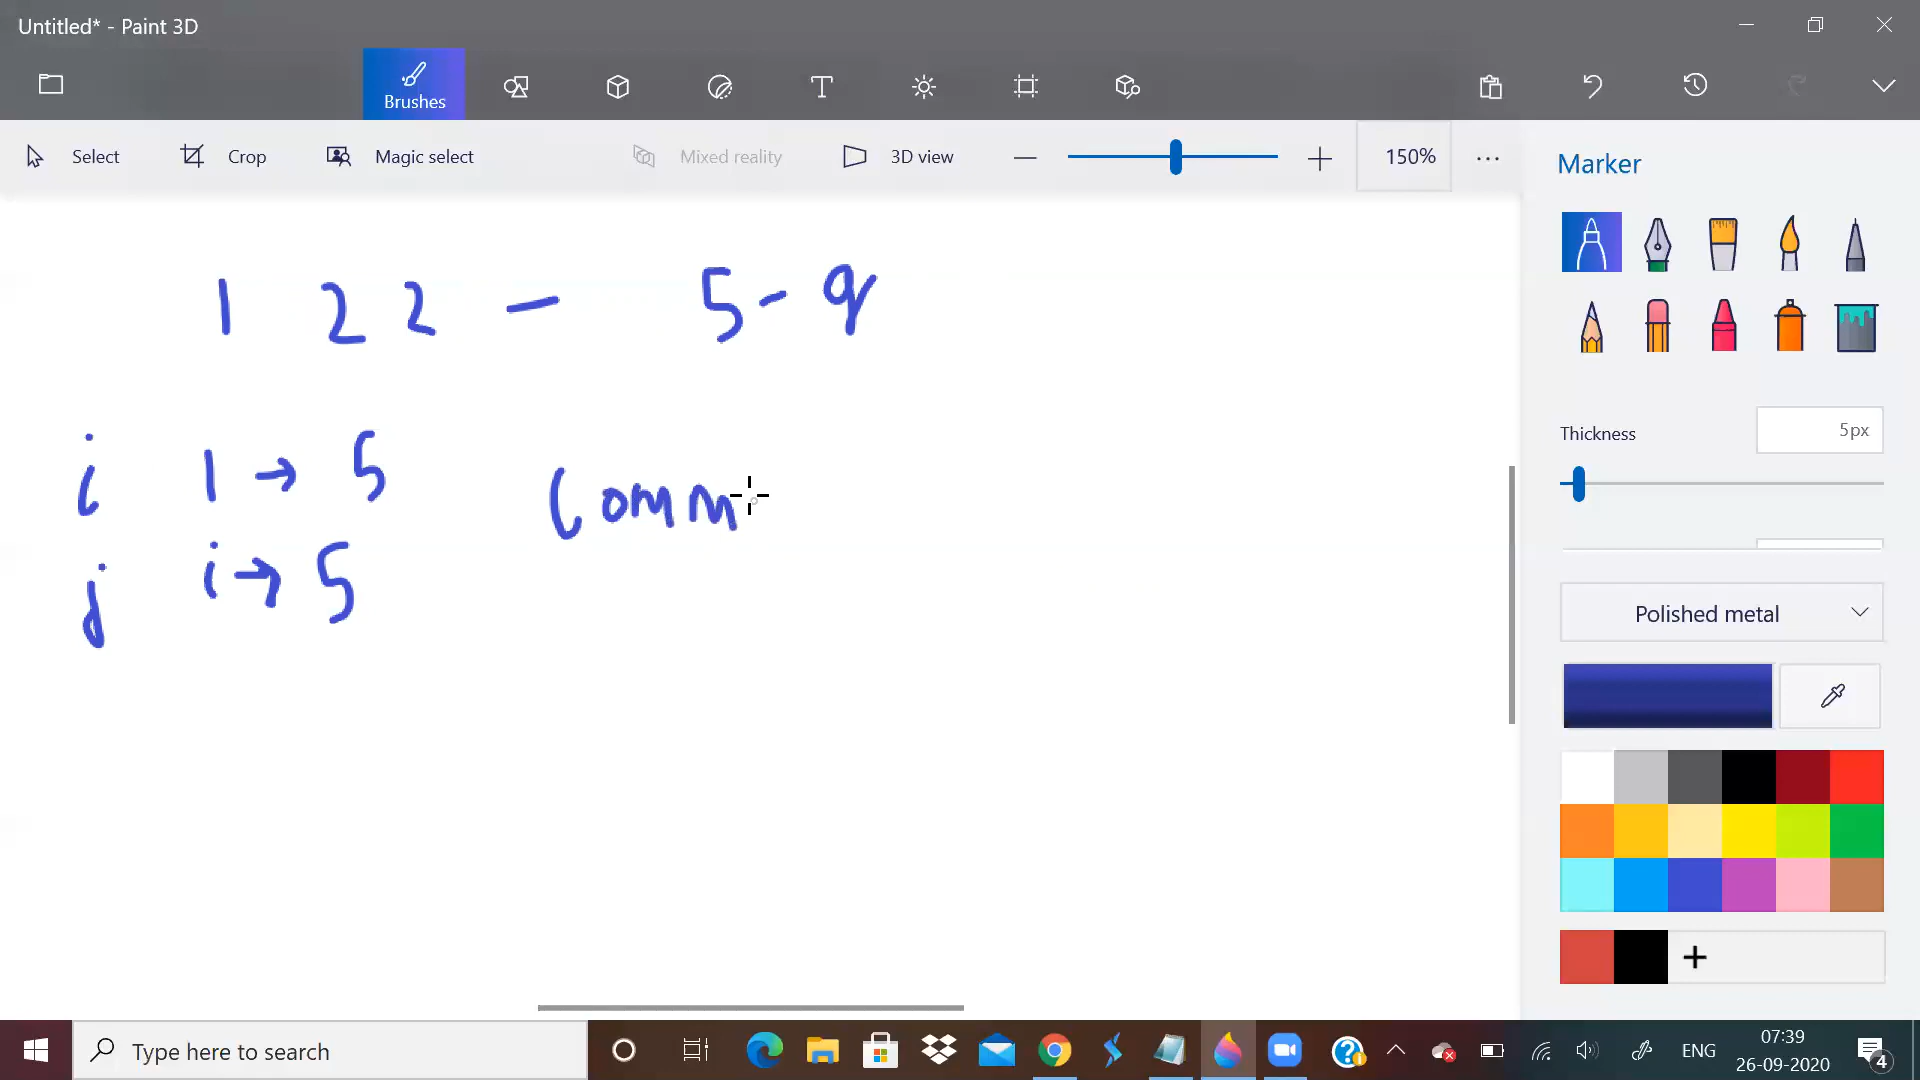 Untitled* - Paint 3D
Brushes
Select Crop Magic select Mixed reality 3D view 150%
Marker
1 2 2 - 5 - 9
i 1 → 5
Comm
j i → 5
Thickness 5px
Polished metal
Type here to search
ENG
07:39
26-09-2020
4